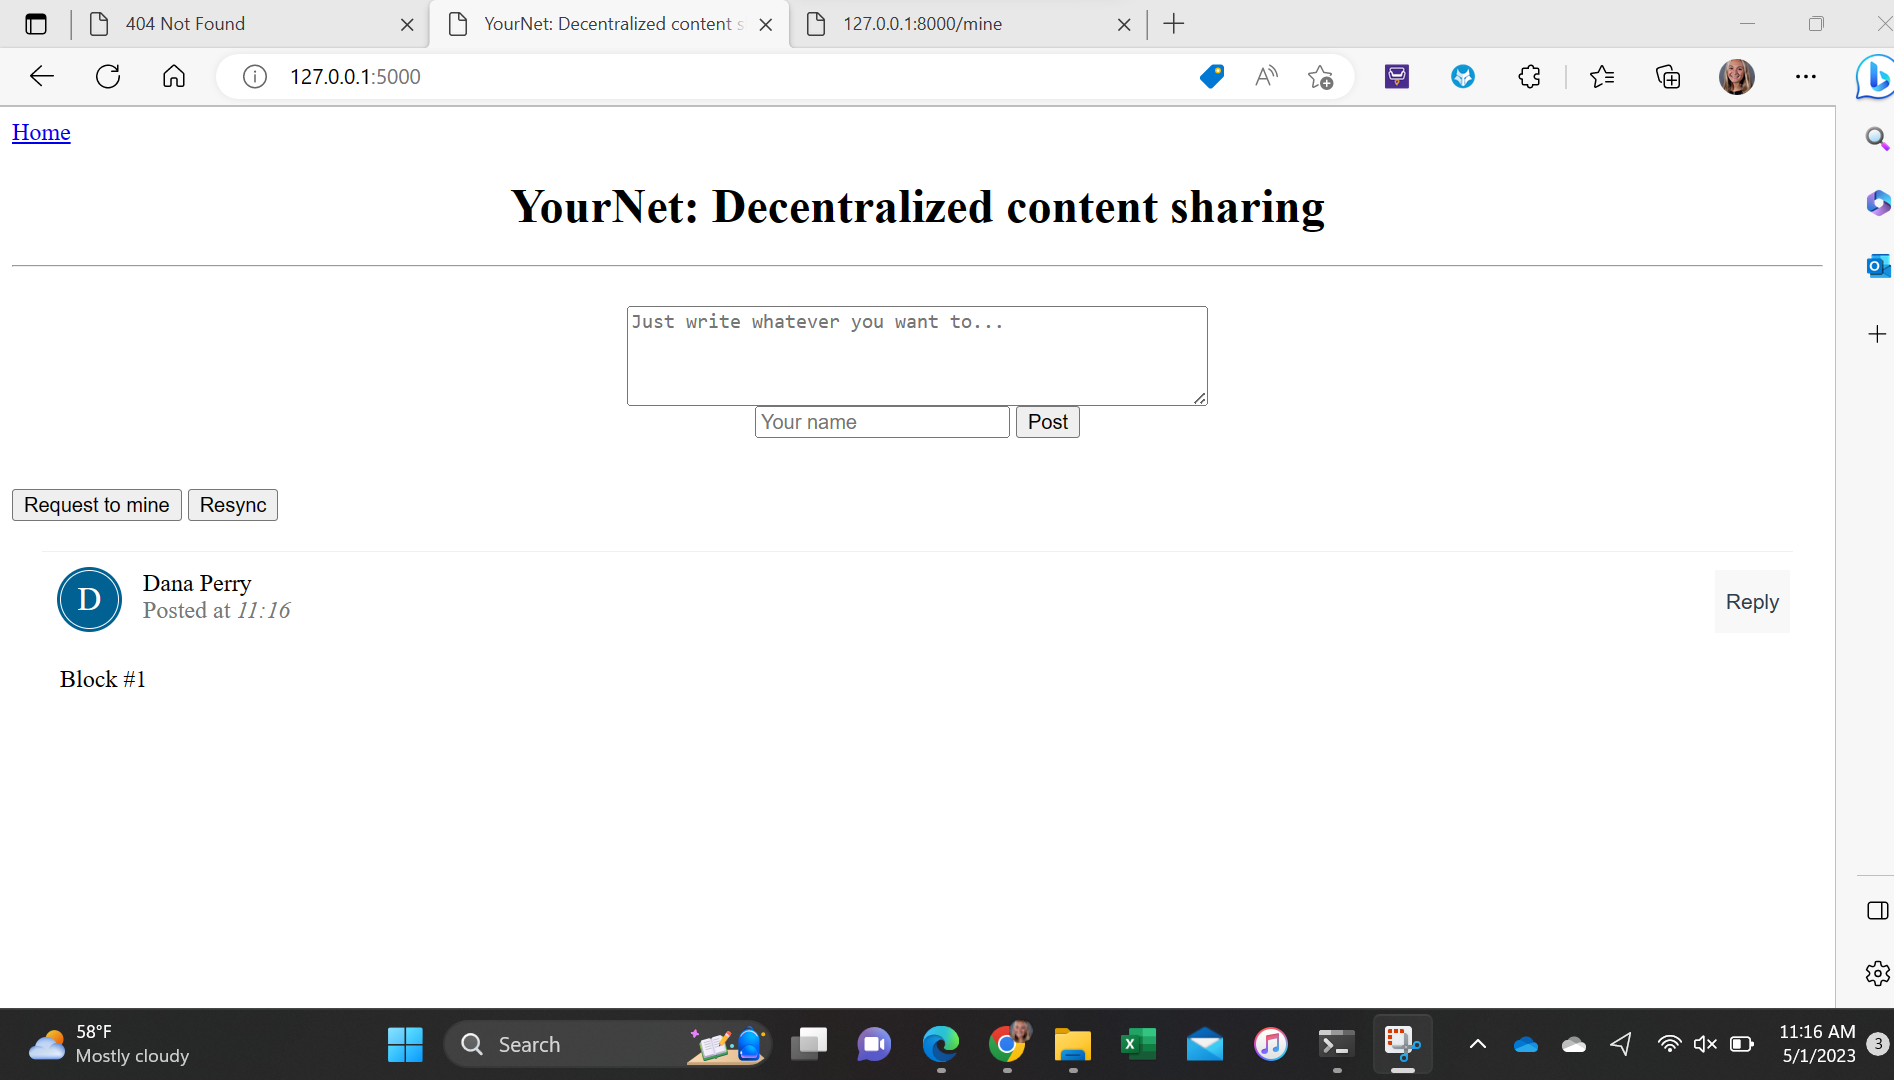 404 Not Found
YourNet: Decentralized content s
127.0.0.1:8000/mine
127.0.0.1:5000
Home
YourNet: Decentralized content sharing
Just write whatever you want to...
Your name
Post
Request to mine
Resync
D
Dana Perry
Posted at 11:16
Reply
Block #1
58°F
Mostly cloudy
Search
11:16 AM
5/1/2023
3